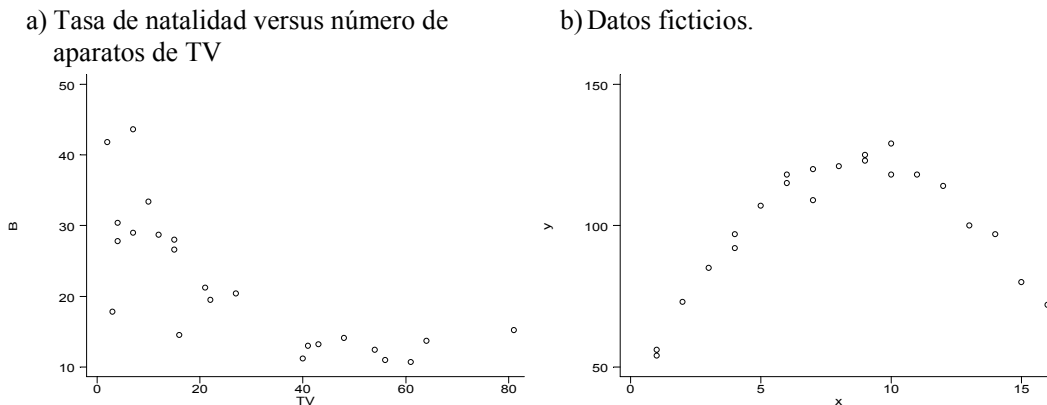 a) Tasa de natalidad versus número de
aparatos de TV
50
40
30
20
10
B
0
20
40
60
80
TV
b) Datos ficticios.
150
100
50
y
0
5
10
15
x